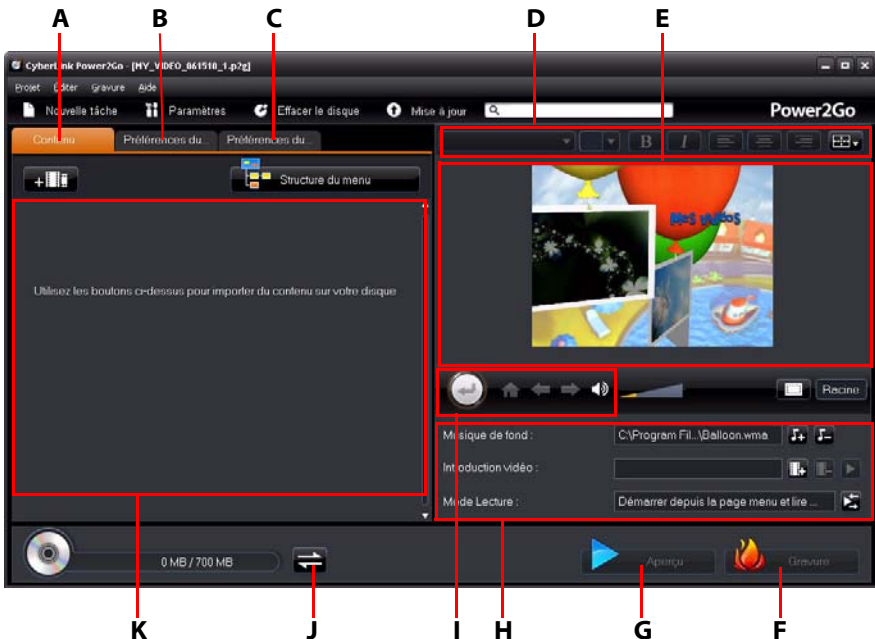 A B C D E
CyberLink Power2Go - [MY_VIDEO_061510_1.p2g]
Projet Éditer Gravure Aide
Nouvelle tâche Paramètres Effacer le disque Mise à jour Power2Go
Contenu Préférences du... Préférences du...
B I
Structure du menu
Mes vidéos
Utilisez les boutons ci-dessus pour importer du contenu sur votre disque
Racine
Musique de fond : C:\Program Fil...\Balloon.wma
Introduction vidéo :
Mode Lecture : Démarrer depuis la page menu et lire ...
0 MB / 700 MB Aperçu Gravure
K J I H G F